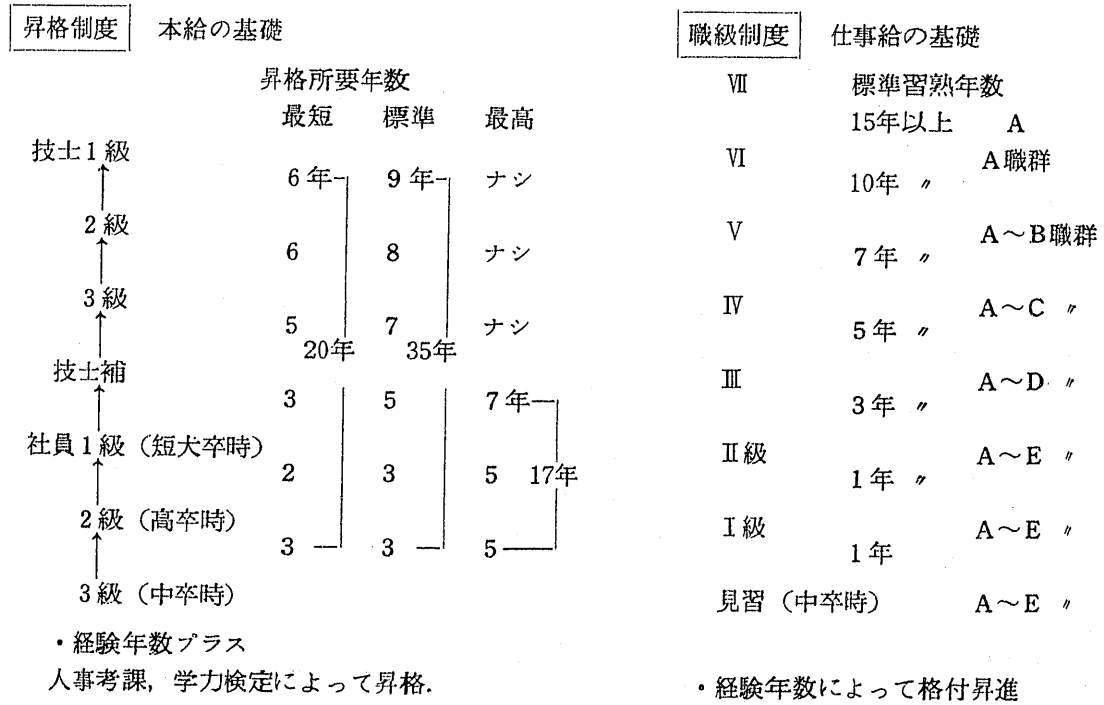 昇格制度 本給の基礎
昇格所要年数
最短 標準 最高
技士1級
6年 9年 ナシ
2級
6 8 ナシ
3級
5 7 ナシ
20年 35年
技士補
3 5 7年
社員1級(短大卒時)
2 3 5 17年
2級(高卒時)
3 3 5
3級(中卒時)
・経験年数プラス
人事考課,学力検定によって昇格.
職級制度 仕事給の基礎
Ⅶ 標準習熟年数
15年以上 A
Ⅵ A職群
10年 〃
Ⅴ A~B職群
7年 〃
Ⅳ A~C 〃
5年 〃
Ⅲ A~D 〃
3年 〃
Ⅱ級 A~E 〃
1年 〃
Ⅰ級 A~E 〃
1年
見習(中卒時) A~E 〃
・経験年数によって格付昇進